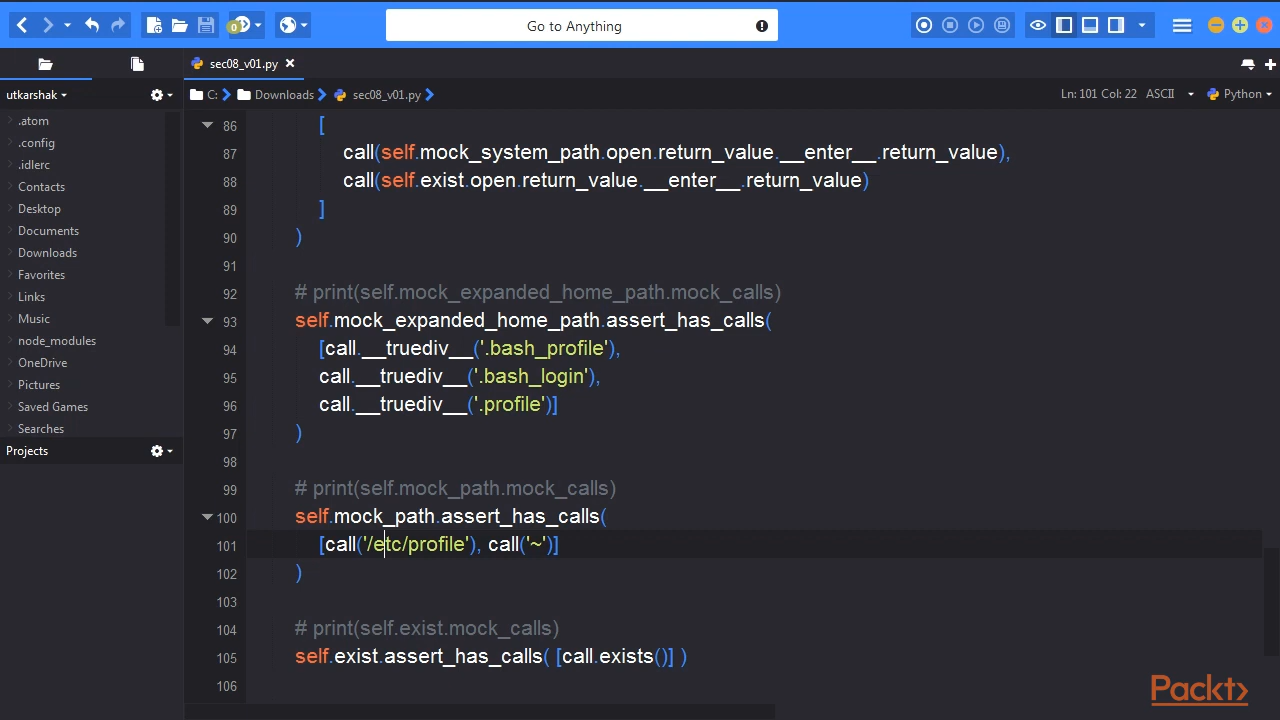 Go to Anything
0
sec08_v01.py
utkarshak
C:
Downloads
sec08_v01.py
Ln: 101 Col: 22
ASCII
Python
.atom
.config
.idlerc
Contacts
Desktop
Documents
Downloads
Favorites
Links
Music
node_modules
OneDrive
Pictures
Saved Games
Searches
Projects
86 [
87 call(self.mock_system_path.open.return_value.__enter__.return_value),
88 call(self.exist.open.return_value.__enter__.return_value)
89 ]
90 )
91
92 # print(self.mock_expanded_home_path.mock_calls)
93 self.mock_expanded_home_path.assert_has_calls(
94 [call.__truediv__('.bash_profile'),
95 call.__truediv__('.bash_login'),
96 call.__truediv__('.profile')]
97 )
98
99 # print(self.mock_path.mock_calls)
100 self.mock_path.assert_has_calls(
101 [call('/etc/profile'), call('~')]
102 )
103
104 # print(self.exist.mock_calls)
105 self.exist.assert_has_calls( [call.exists()] )
106
Packt